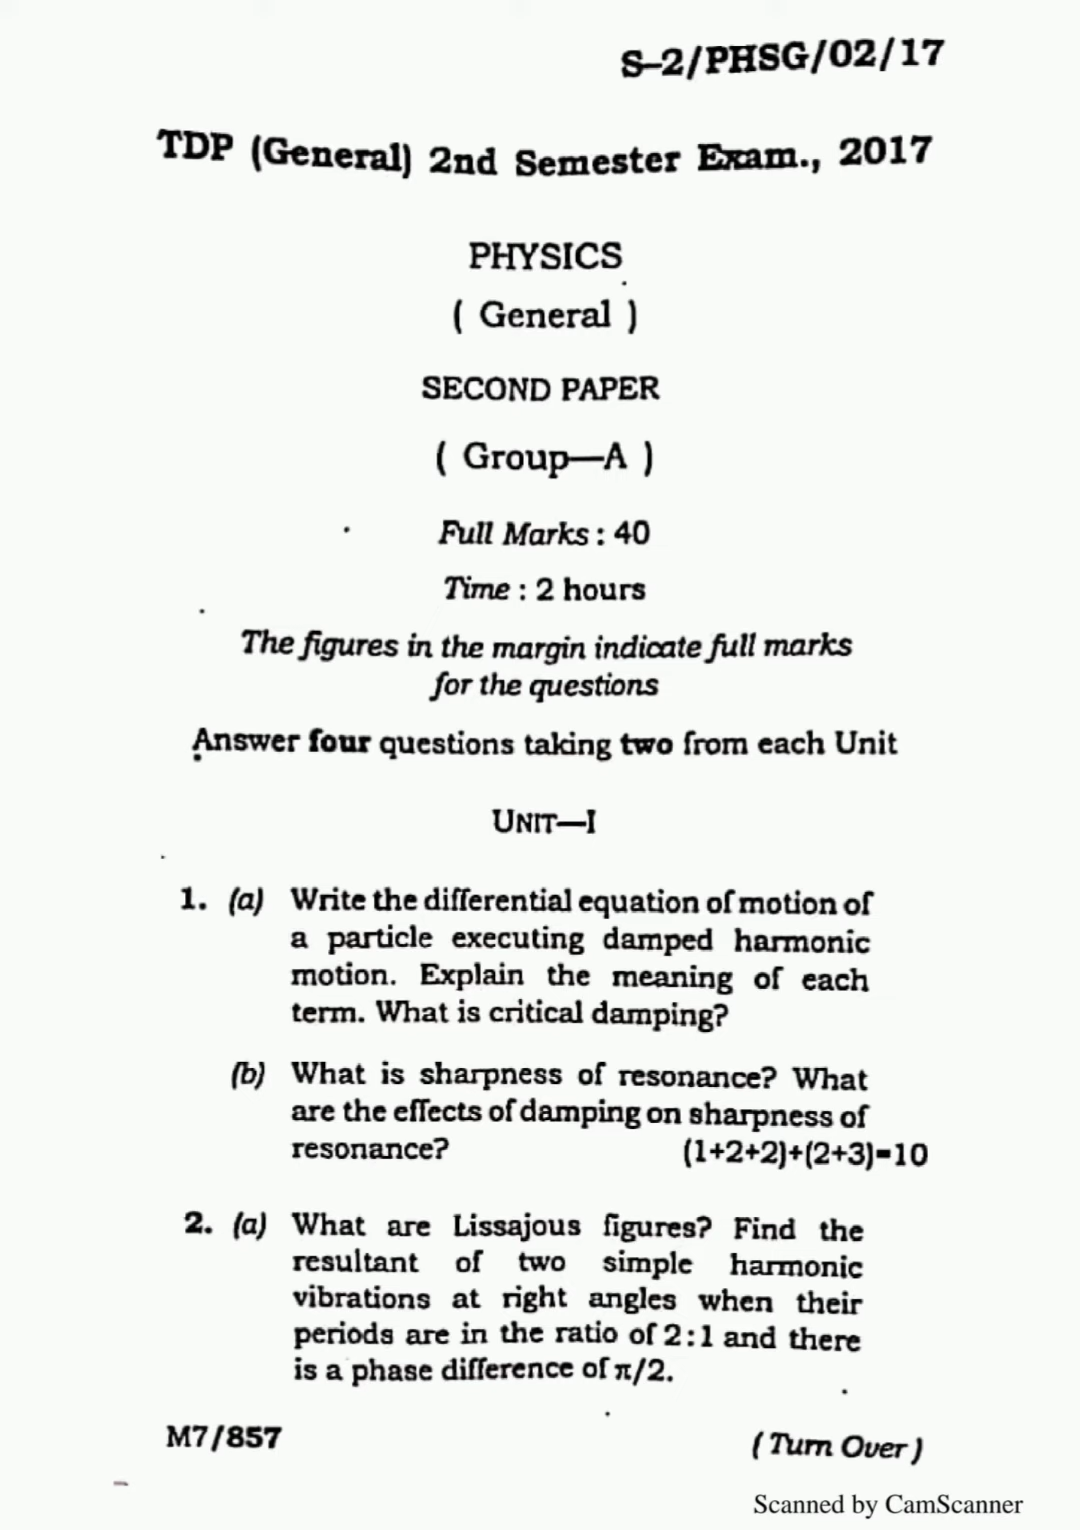 S-2/PHSG/02/17
TDP (General) 2nd Semester Exam., 2017
PHYSICS
( General )
SECOND PAPER
( Group—A )
Full Marks : 40
Time : 2 hours
The figures in the margin indicate full marks
for the questions
Answer four questions taking two from each Unit
UNIT—I
1. (a) Write the differential equation of motion of
a particle executing damped harmonic
motion. Explain the meaning of each
term. What is critical damping?
(b) What is sharpness of resonance? What
are the effects of damping on sharpness of
resonance? (1+2+2)+(2+3)=10
2. (a) What are Lissajous figures? Find the
resultant of two simple harmonic
vibrations at right angles when their
periods are in the ratio of 2:1 and there
is a phase difference of π/2.
M7/857 ( Turn Over )
Scanned by CamScanner